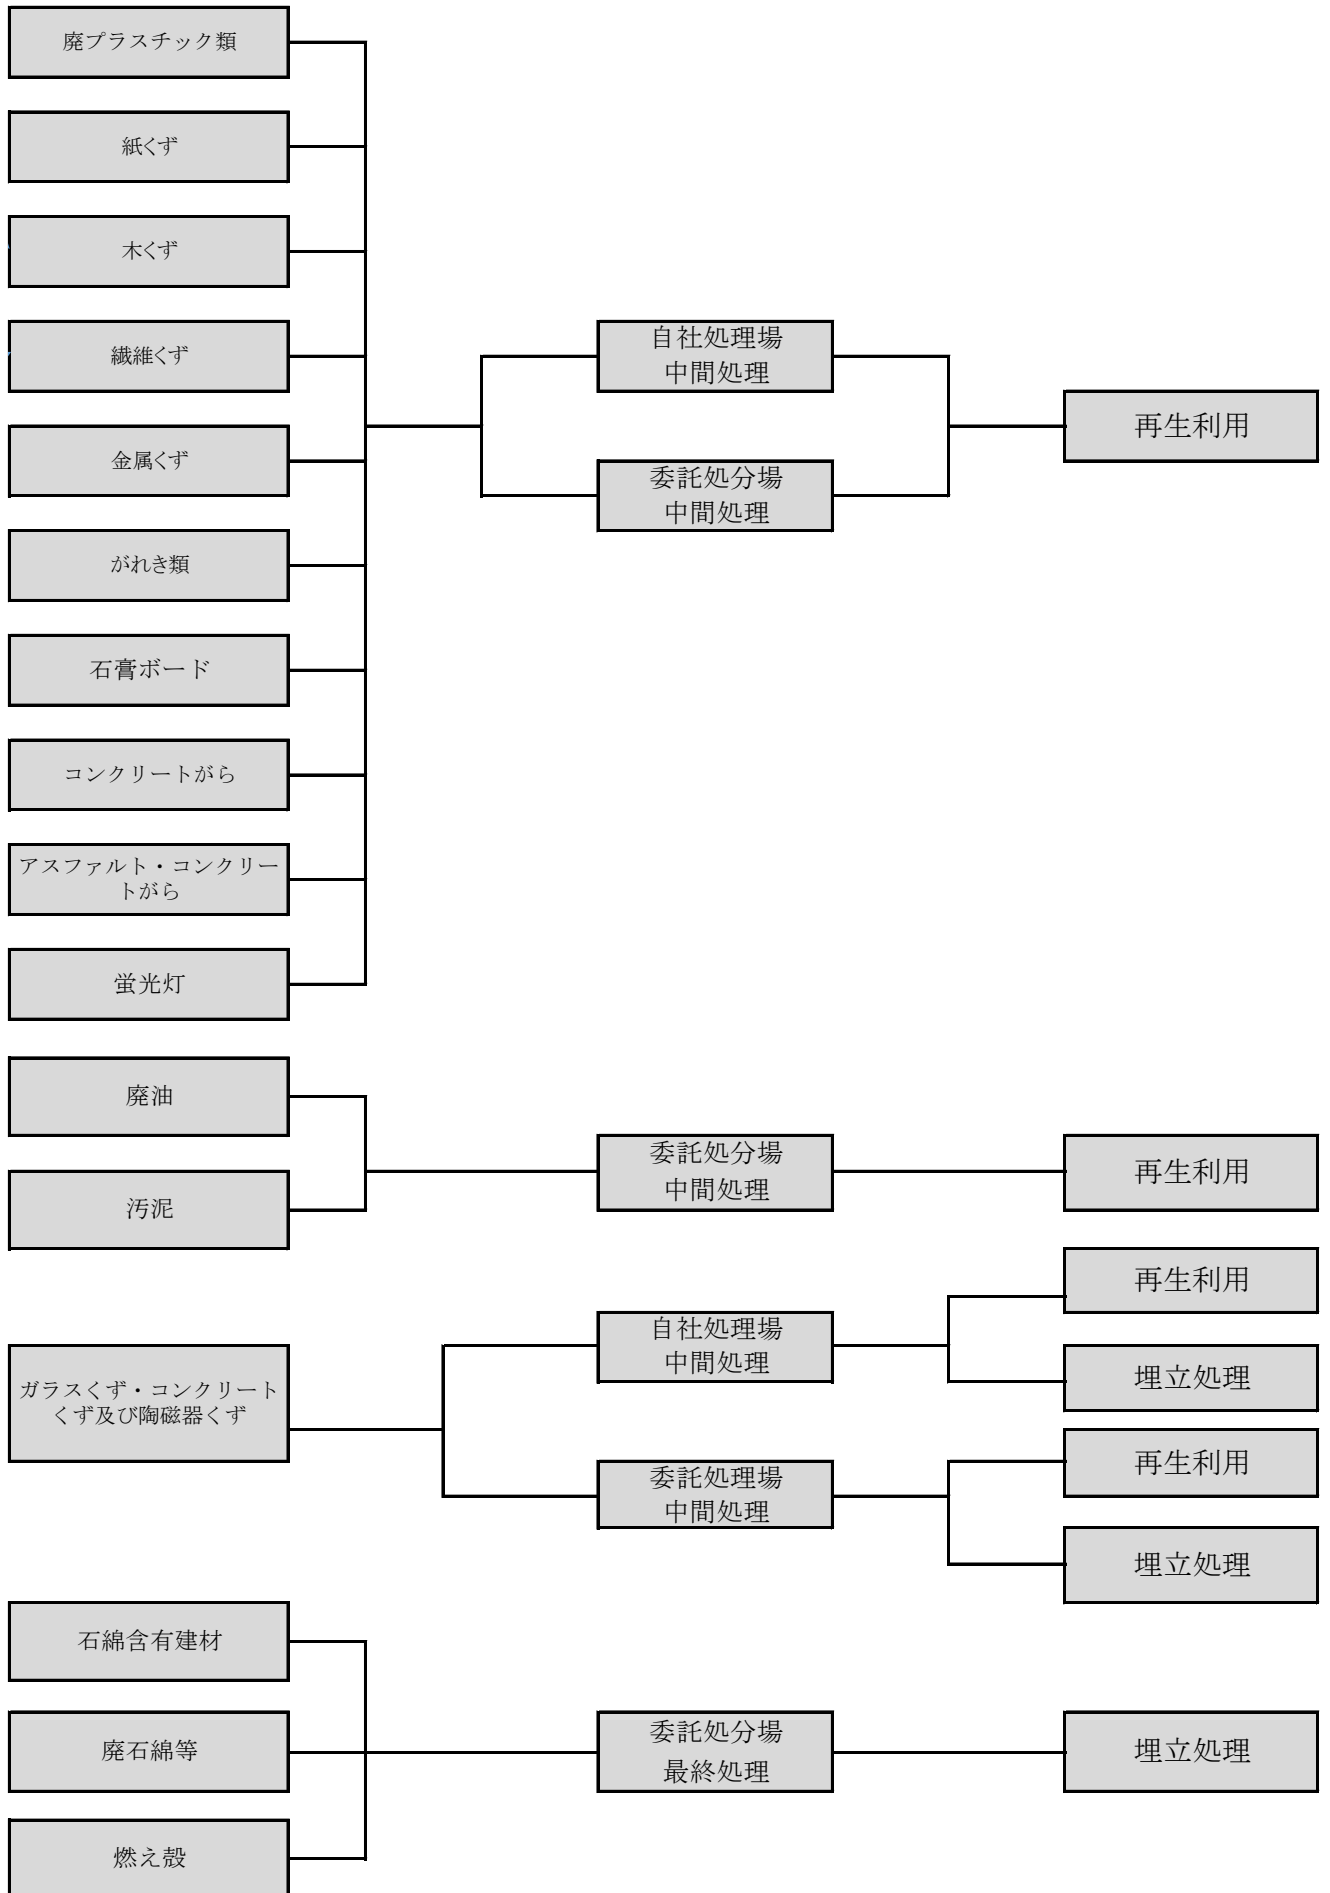 廃プラスチック類
紙くず
木くず
繊維くず
金属くず
がれき類
石膏ボード
コンクリートがら
アスファルト・コンクリー
トがら
蛍光灯
自社処理場
中間処理
委託処分場
中間処理
再生利用
廃油
汚泥
委託処分場
中間処理
再生利用
ガラスくず・コンクリート
くず及び陶磁器くず
自社処理場
中間処理
再生利用
埋立処理
委託処理場
中間処理
再生利用
埋立処理
石綿含有建材
廃石綿等
燃え殻
委託処分場
最終処理
埋立処理